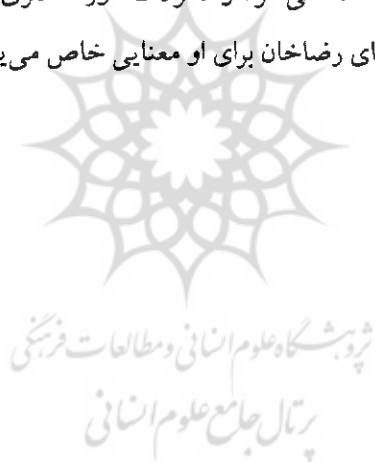 ای رضاخان برای او معنایی خاص می‌ی
پژوهشگاه علوم انسانی و مطالعات فرهنگی
پرتال جامع علوم انسانی